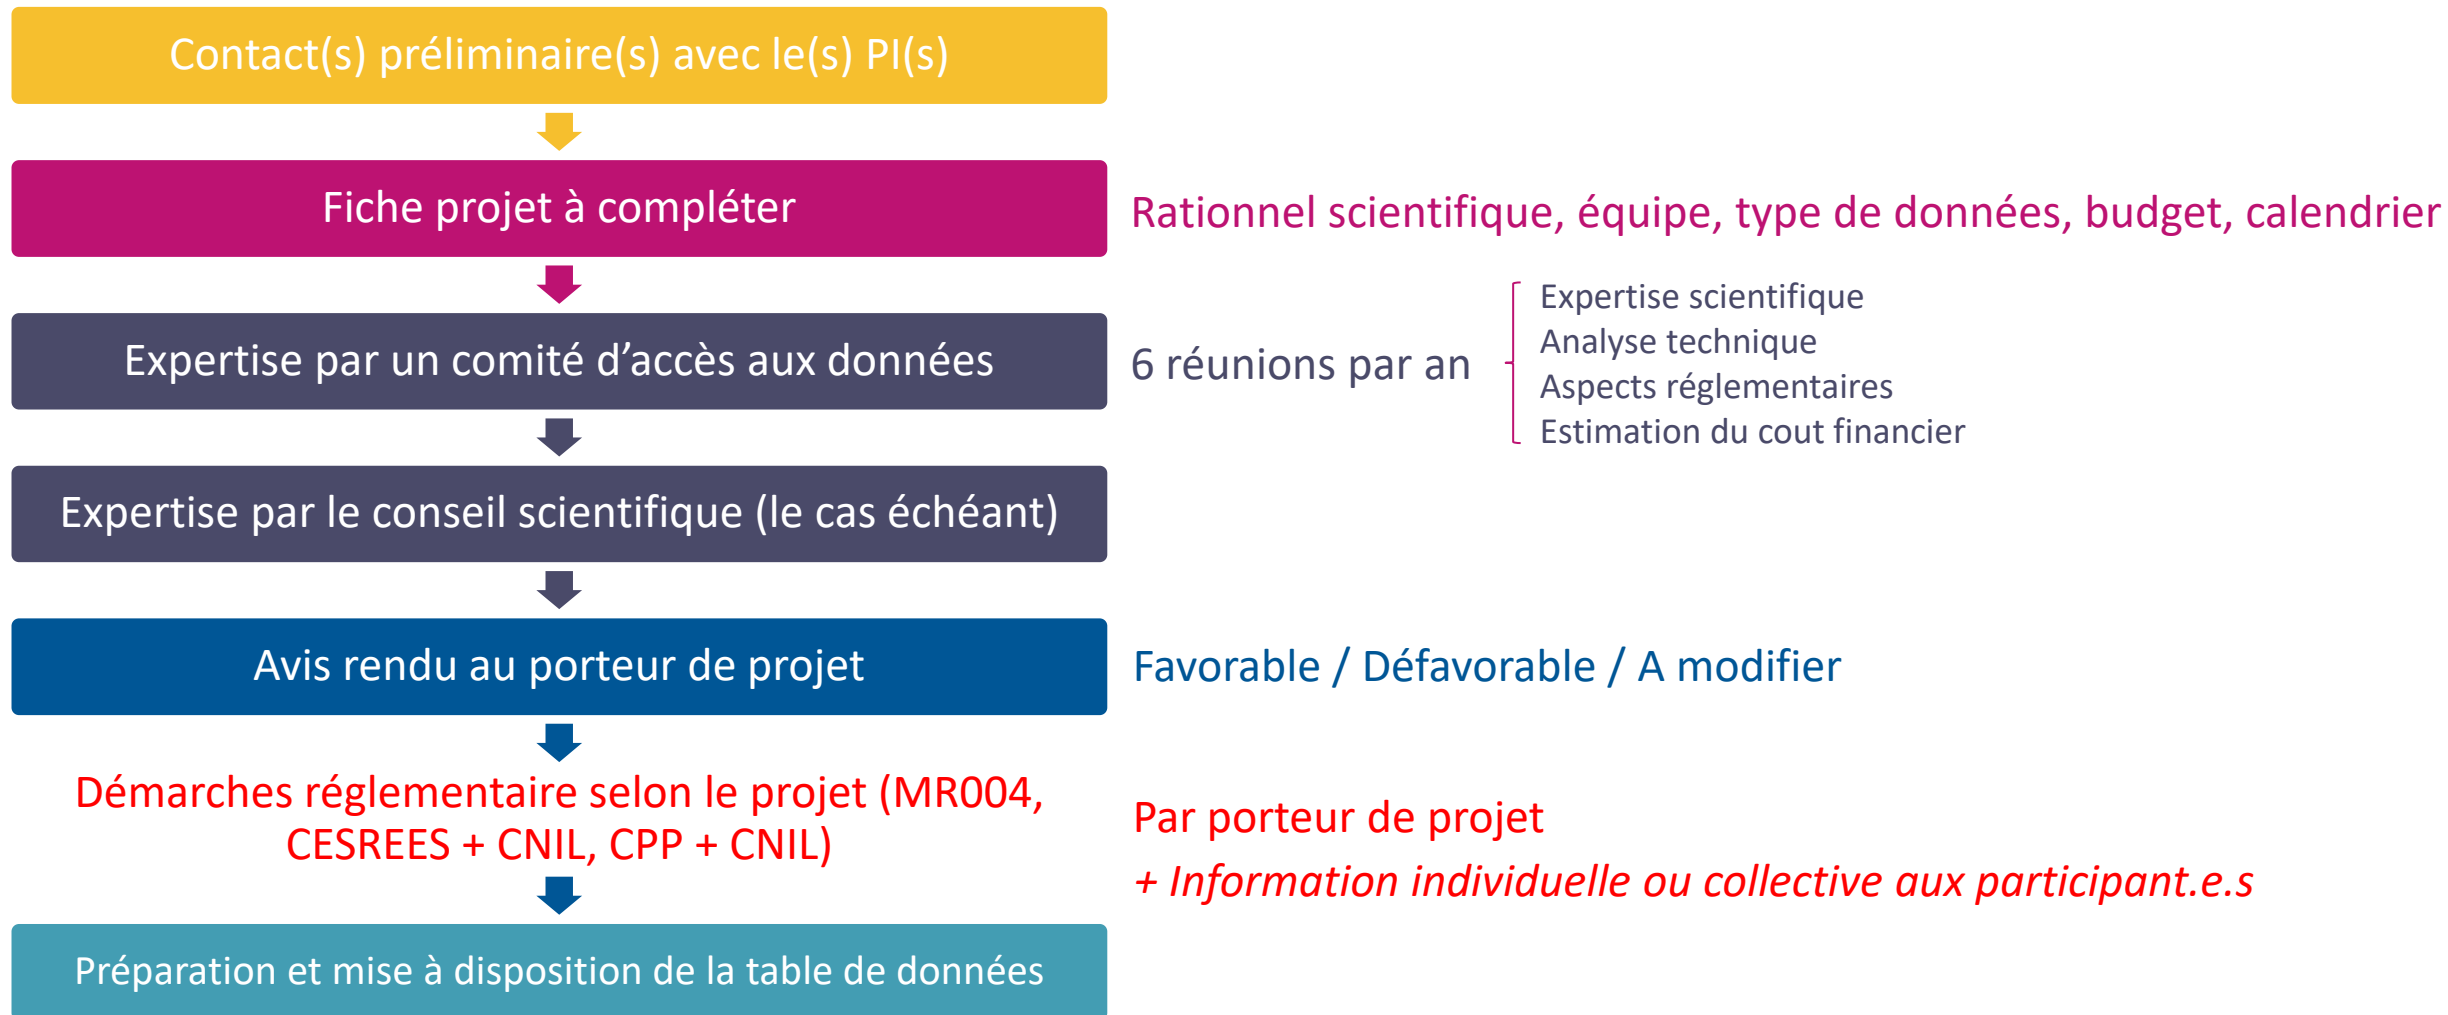 Contact(s) préliminaire(s) avec le(s) PI(s)
Fiche projet à compléter
Rationnel scientifique, équipe, type de données, budget, calendrier
Expertise par un comité d’accès aux données
6 réunions par an
Expertise scientifique
Analyse technique
Aspects réglementaires
Estimation du cout financier
Expertise par le conseil scientifique (le cas échéant)
Avis rendu au porteur de projet
Favorable / Défavorable / A modifier
Démarches réglementaire selon le projet (MR004,
CESREES + CNIL, CPP + CNIL)
Par porteur de projet
+ Information individuelle ou collective aux participant.e.s
Préparation et mise à disposition de la table de données